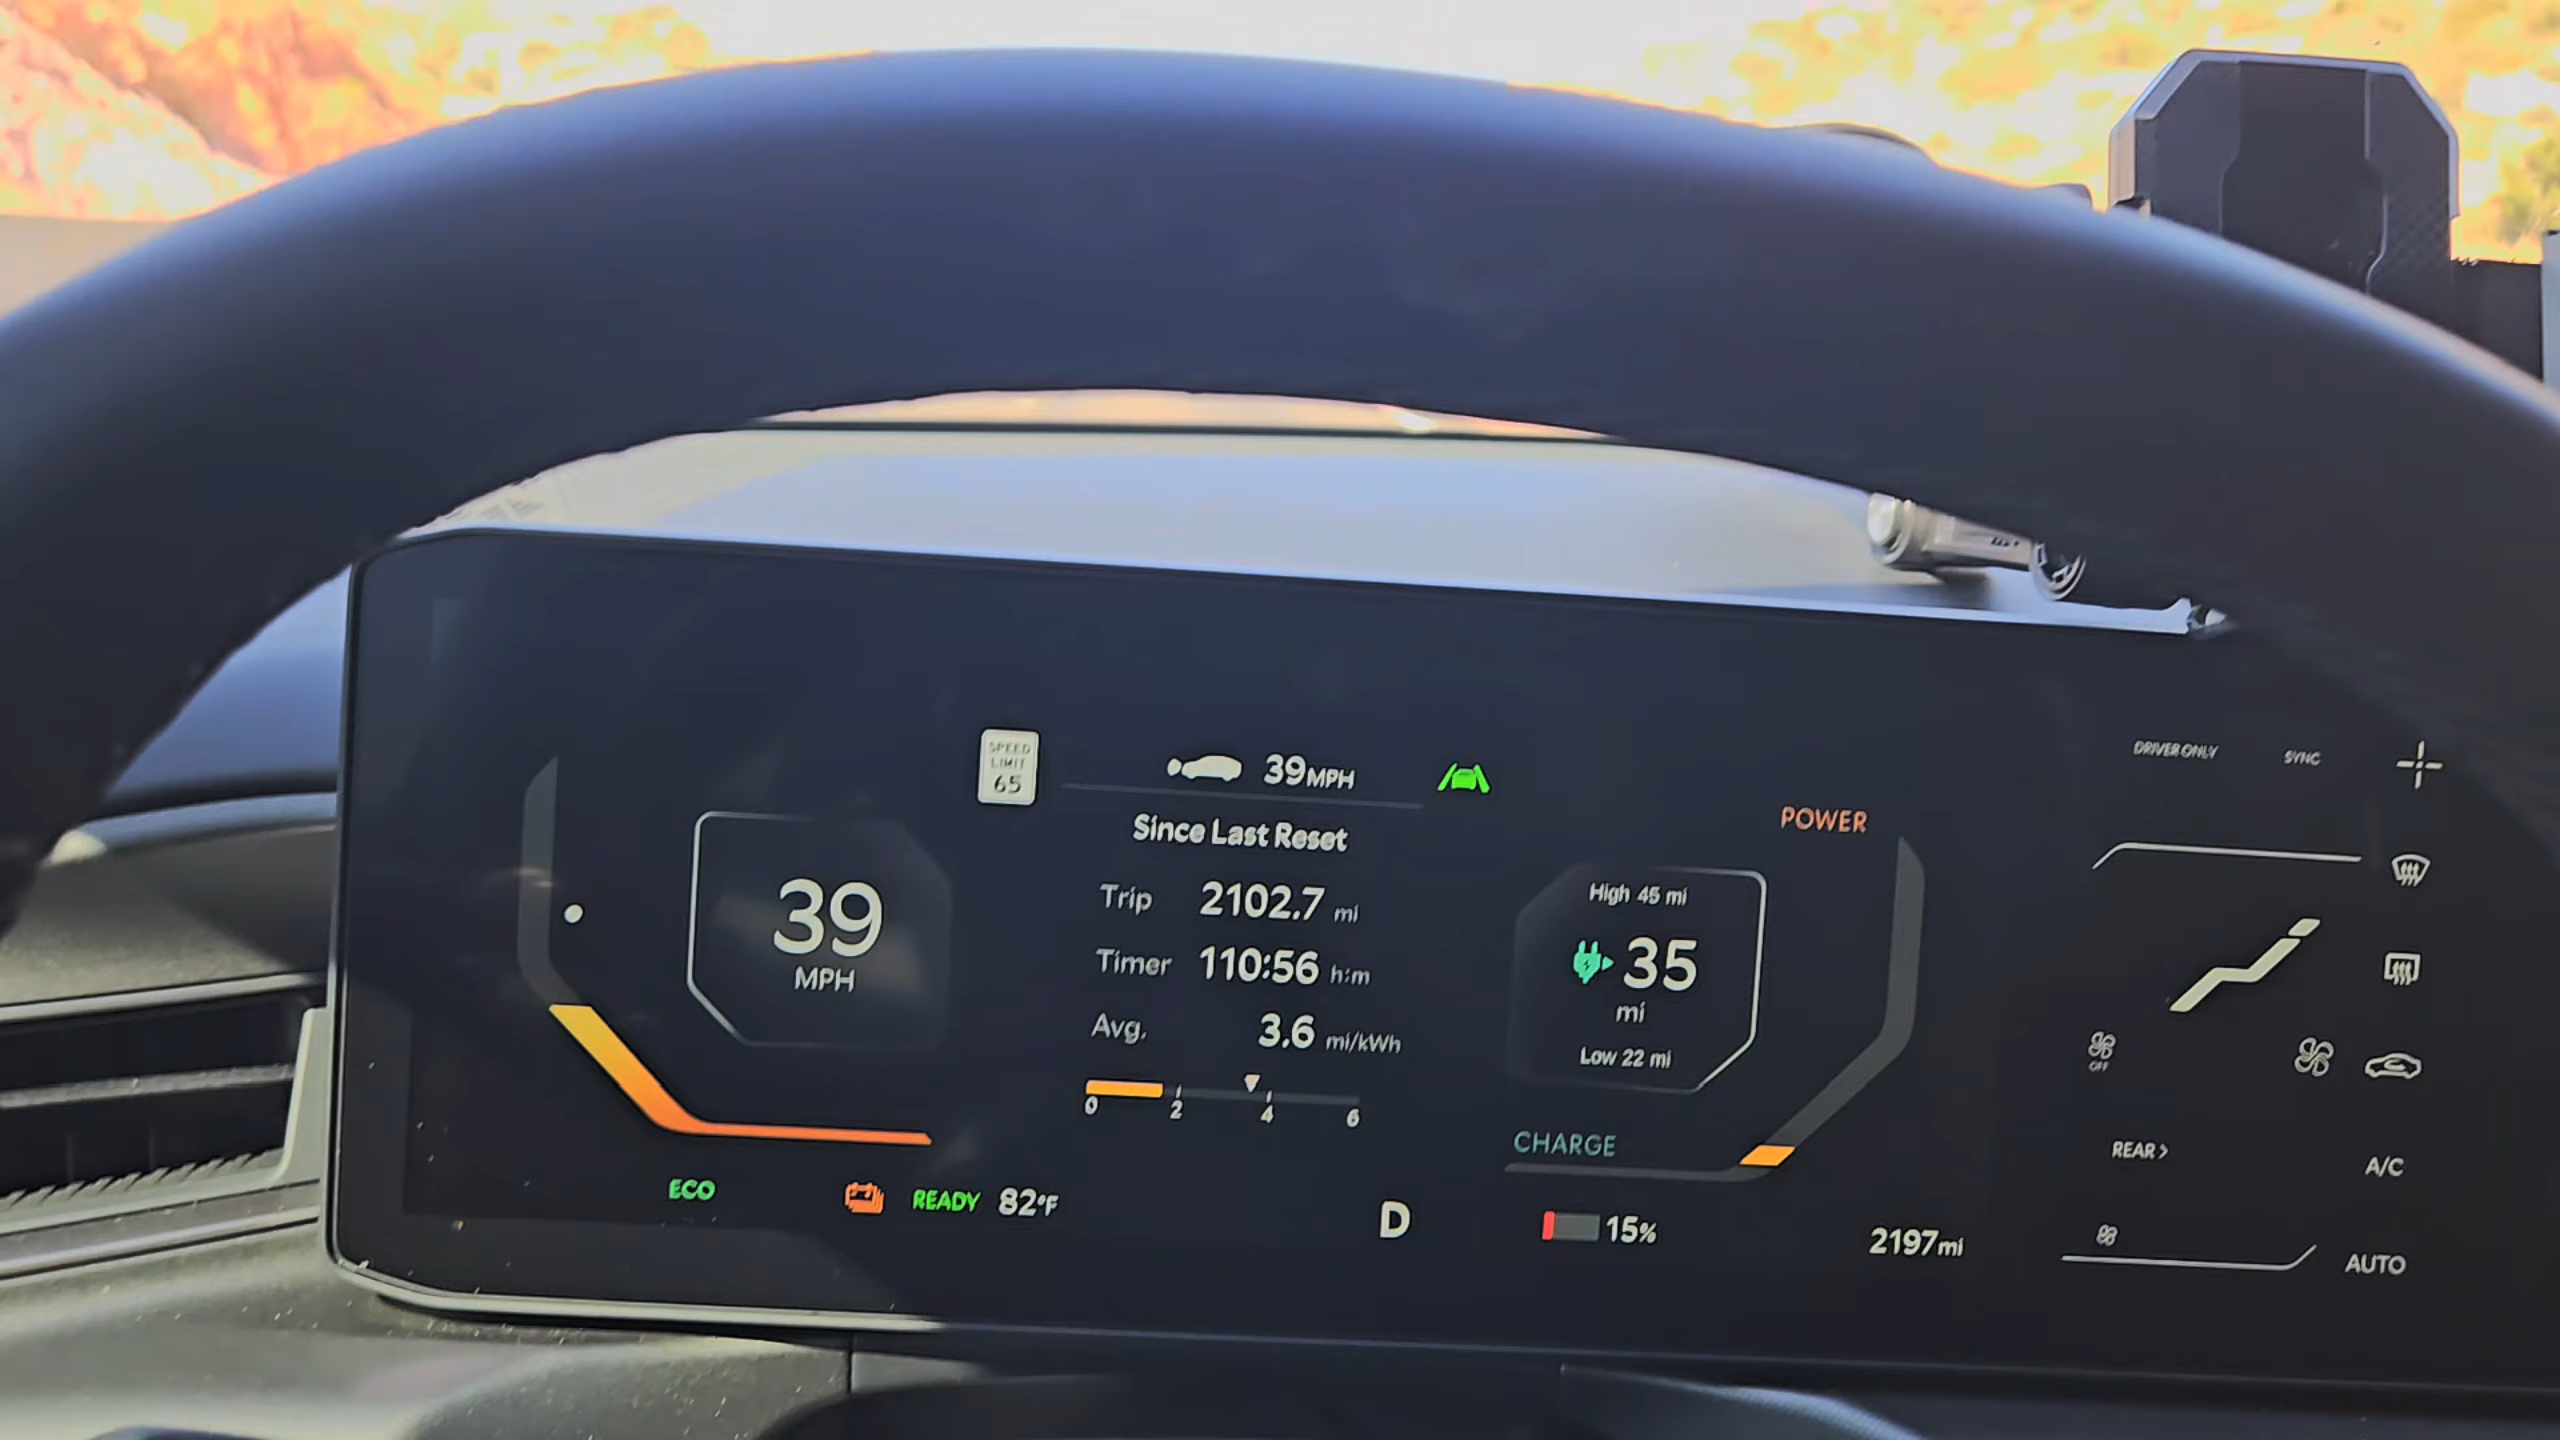 SPEED
LIMIT
65
39MPH
Since Last Reset
Trip 2102.7 mi
Timer 110:56 h:m
Avg. 3.6 mi/kWh
0 2 4 6
39
MPH
POWER
High 45 mi
35
mi
Low 22 mi
CHARGE
ECO
READY 82°F
D
15%
2197mi
DRIVER ONLY SYNC
OFF
REAR >
A/C
AUTO